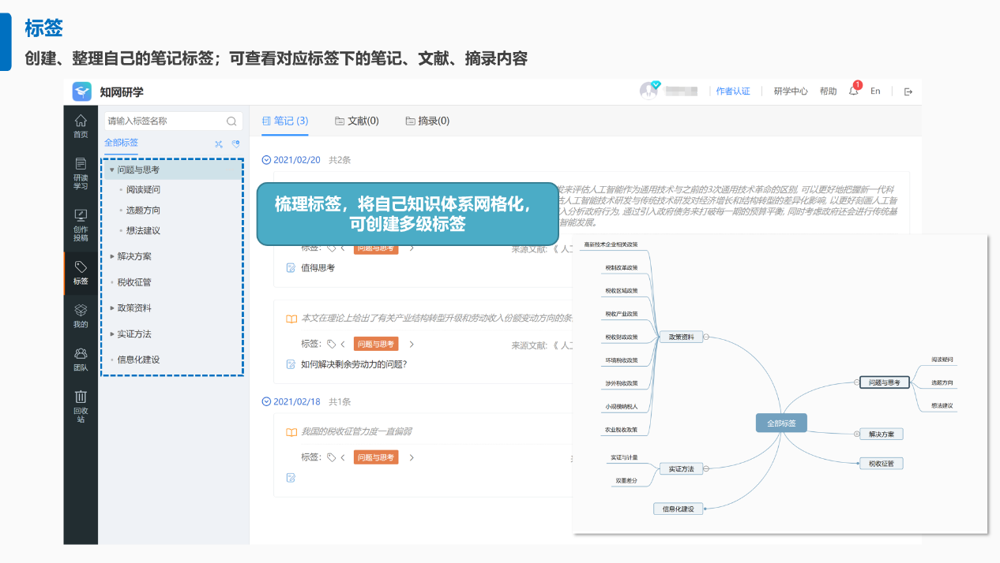 标签
创建、整理自己的笔记标签；可查看对应标签下的笔记、文献、摘录内容
知网研学
作者认证
研学中心
帮助
1
En
首页
研读
学习
创作
投稿
标签
我的
团队
回收
站
请输入标签名称
全部标签
问题与思考
阅读疑问
选题方向
想法建议
解决方案
税收征管
政策资料
实证方法
信息化建设
笔记 (3)
文献(0)
摘录(0)
2021/02/20 共2条
发来评估人工智能作为通用技术与之前的3次通用技术革命的区别, 可以更好地把握新一代科
估人工智能技术研发与传统技术研发对经济增长和结构转型的差异化影响, 以更好刻画人工智
入分析政府行为, 通过引入政府债务来打破每一期的预算平衡, 同时考虑政府还会进行传统基
智能发展。
梳理标签，将自己知识体系网格化，
可创建多级标签
标签:
问题与思考
来源文献: 《 人工
值得思考
本文在理论上给出了有关产业结构转型升级和劳动收入份额变动方向的条
标签:
问题与思考
来源文献: 《 人工
如何解决剩余劳动力的问题?
2021/02/18 共1条
我国的税收征管力度一直偏弱
标签:
问题与思考
高新技术企业相关政策
税制改革政策
税收区域政策
税收产业政策
税收财政政策
环境税收政策
涉外税收政策
小规模纳税人
农业税收政策
政策资料
实证与计量
双重差分
实证方法
信息化建设
全部标签
问题与思考
阅读疑问
选题方向
想法建议
解决方案
税收征管